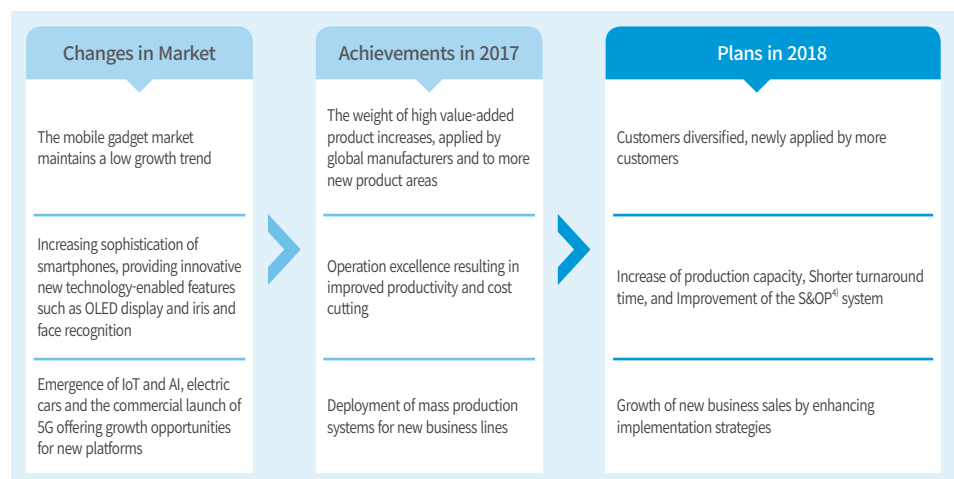 Changes in Market
The mobile gadget market
maintains a low growth trend
Increasing sophistication of
smartphones, providing innovative
new technology-enabled features
such as OLED display and iris and
face recognition
Emergence of IoT and AI, electric
cars and the commercial launch of
5G offering growth opportunities
for new platforms
Achievements in 2017
The weight of high value-added
product increases, applied by
global manufacturers and to more
new product areas
Operation excellence resulting in
improved productivity and cost
cutting
Deployment of mass production
systems for new business lines
Plans in 2018
Customers diversified, newly applied by more
customers
Increase of production capacity, Shorter turnaround
time, and Improvement of the S&OP4) system
Growth of new business sales by enhancing
implementation strategies